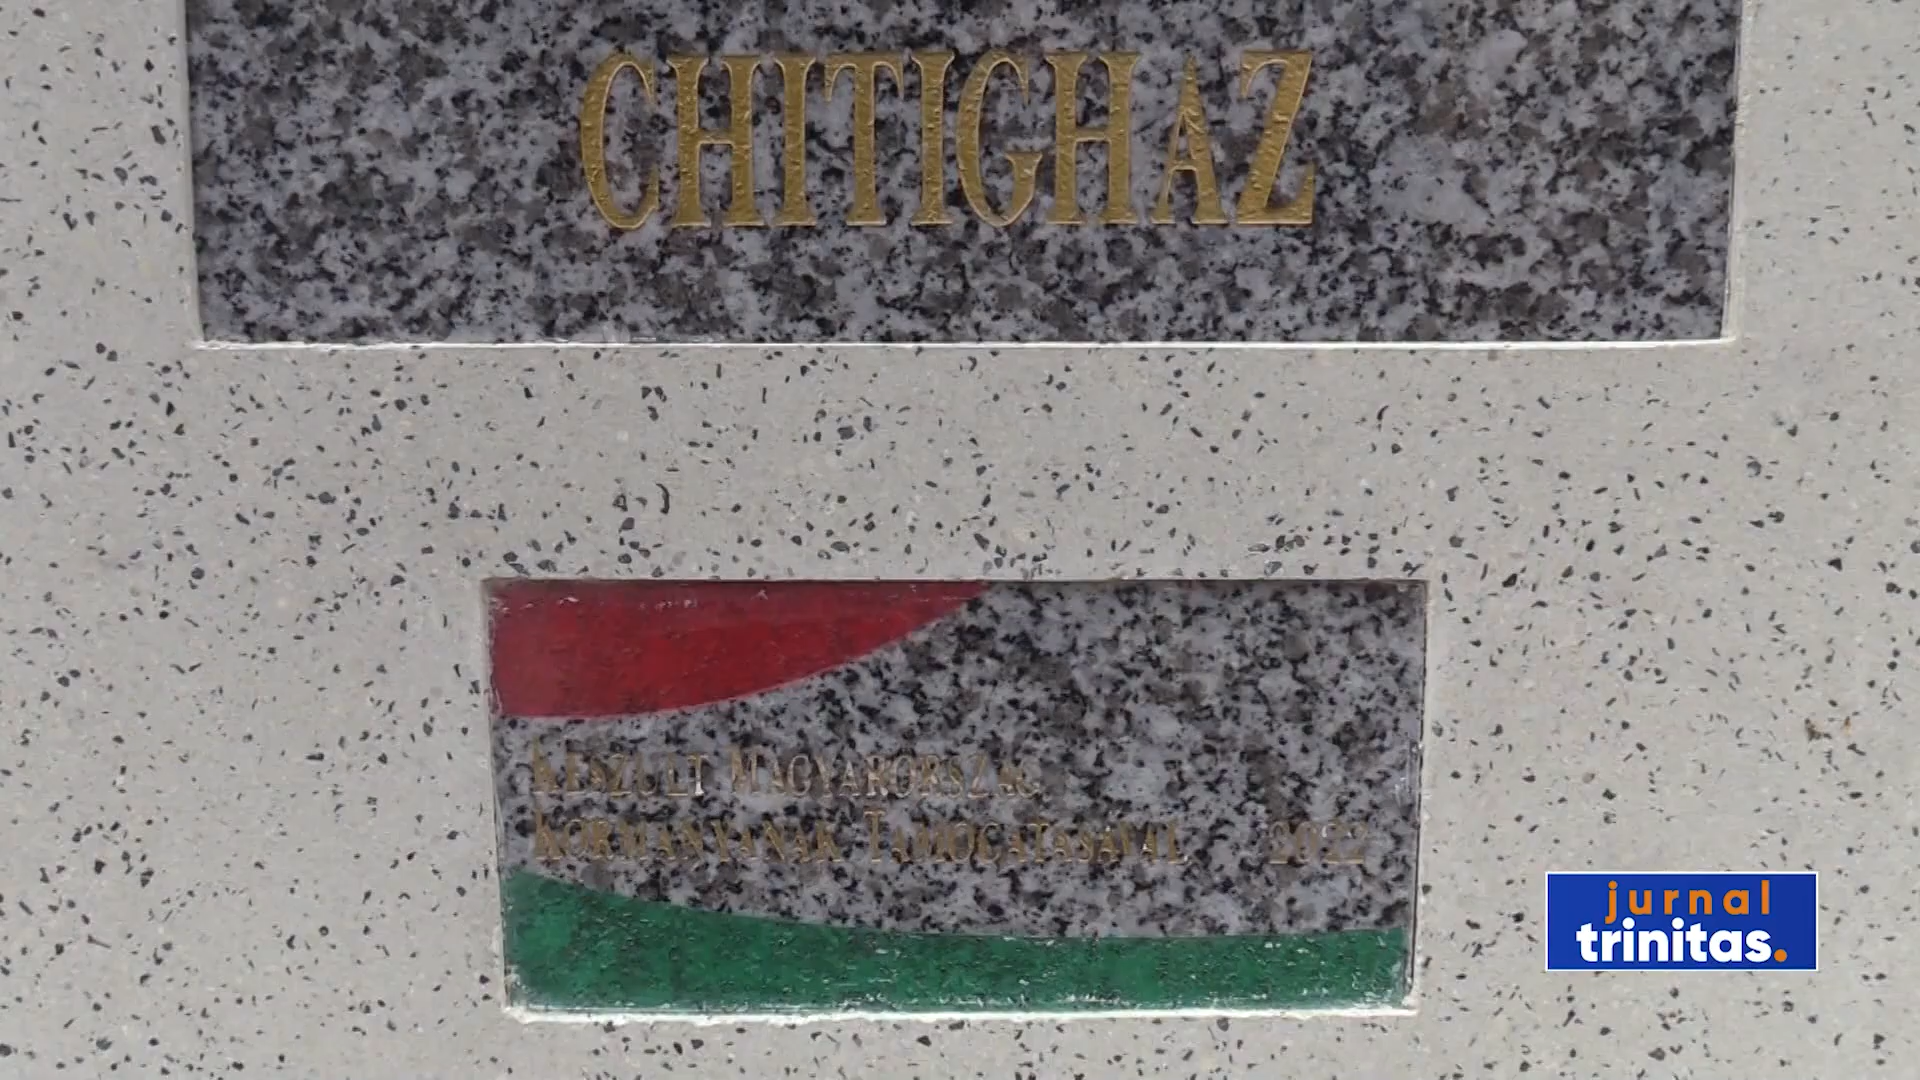 CHITIGHAZ
KÉSZÜLT MAGYARORSZÁG
KORMÁNYÁNAK TÁMOGATÁSÁVAL 2022
jurnal
trinitas.